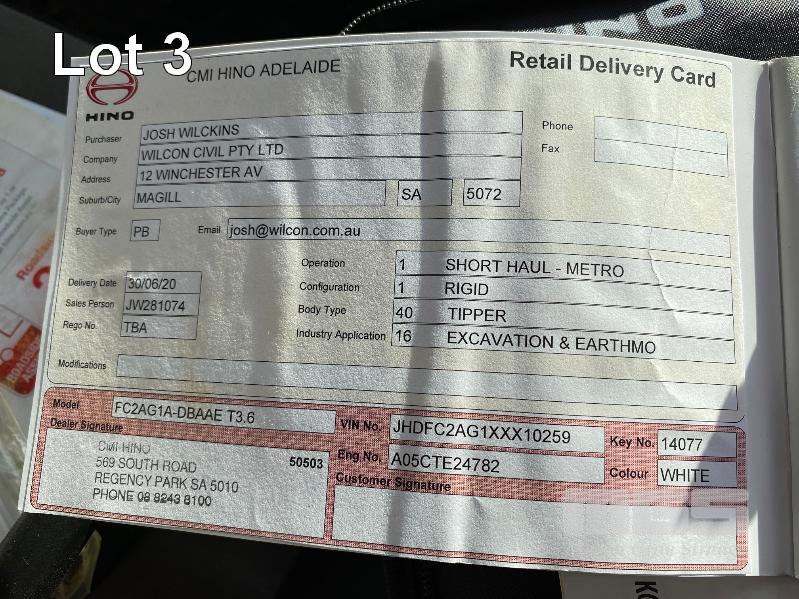 Lot 3
HINO
CMI HINO ADELAIDE
Retail Delivery Card
HINO
Purchaser JOSH WILCKINS
Phone
Company WILCON CIVIL PTY LTD
Fax
Address 12 WINCHESTER AV
Suburb/City MAGILL SA 5072
Buyer Type PB Email josh@wilcon.com.au
Operation 1 SHORT HAUL - METRO
Delivery Date 30/06/20
Configuration 1 RIGID
Sales Person JW281074
Body Type 40 TIPPER
Rego No. TBA
Industry Application 16 EXCAVATION & EARTHMO
Modifications
Model FC2AG1A-DBAAE T3.6
VIN No. JHDFC2AG1XXX10259
Key No. 14077
Dealer Signature
Eng No. A05CTE24782
Colour WHITE
CMI HINO
569 SOUTH ROAD 50503
REGENCY PARK SA 5010
PHONE 08 8243 8100
Customer Signature